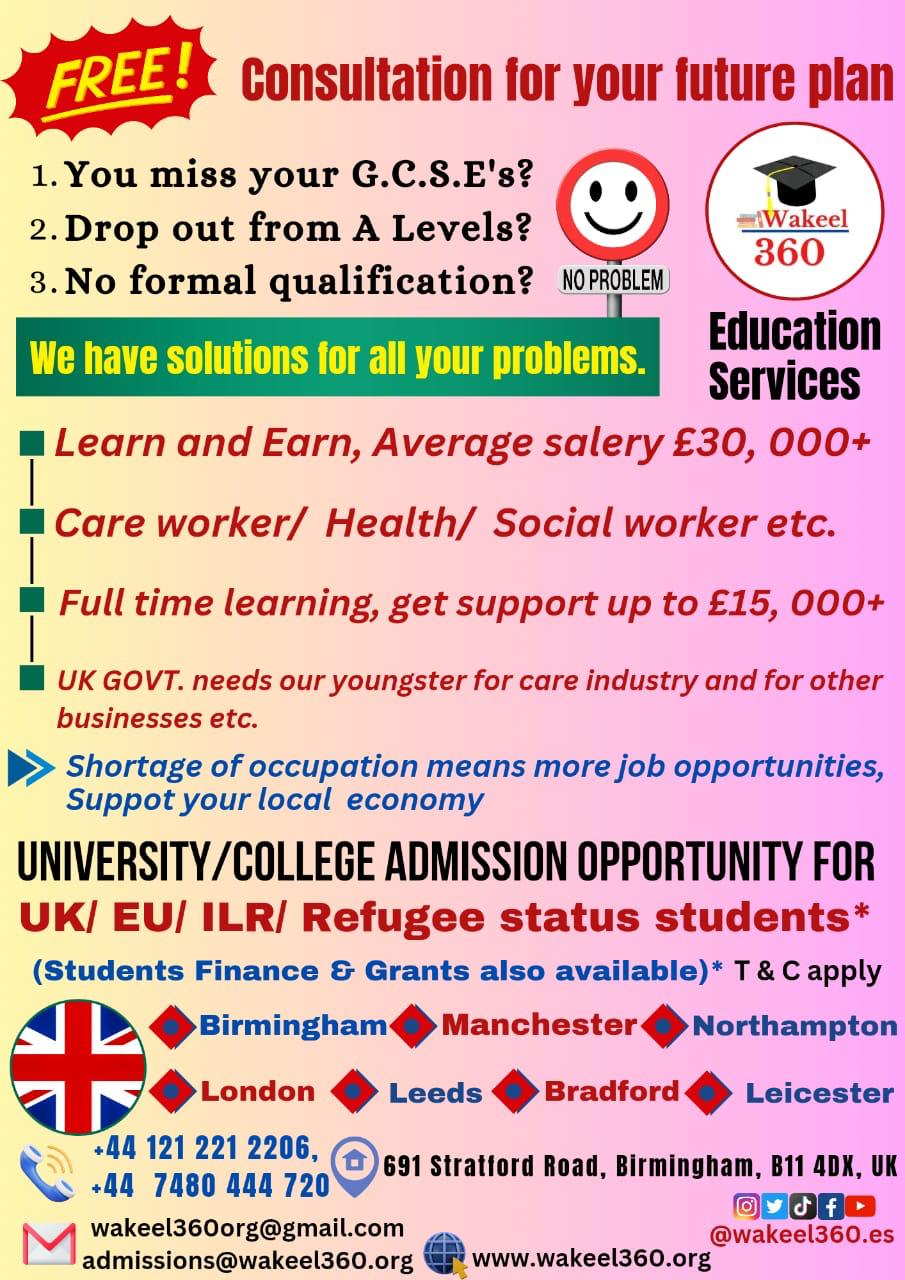 FREE!
Consultation for your future plan
1. You miss your G.C.S.E's?
2. Drop out from A Levels?
3. No formal qualification?
NO PROBLEM
Wakeel
360
Education
Services
We have solutions for all your problems.
Learn and Earn, Average salery £30, 000+
Care worker/ Health/ Social worker etc.
Full time learning, get support up to £15, 000+
UK GOVT. needs our youngster for care industry and for other
businesses etc.
Shortage of occupation means more job opportunities,
Suppot your local economy
UNIVERSITY/COLLEGE ADMISSION OPPORTUNITY FOR
UK/ EU/ ILR/ Refugee status students*
(Students Finance & Grants also available)* T & C apply
Birmingham Manchester Northampton
London Leeds Bradford Leicester
+44 121 221 2206,
+44 7480 444 720
691 Stratford Road, Birmingham, B11 4DX, UK
wakeel360org@gmail.com
admissions@wakeel360.org
www.wakeel360.org
@wakeel360.es